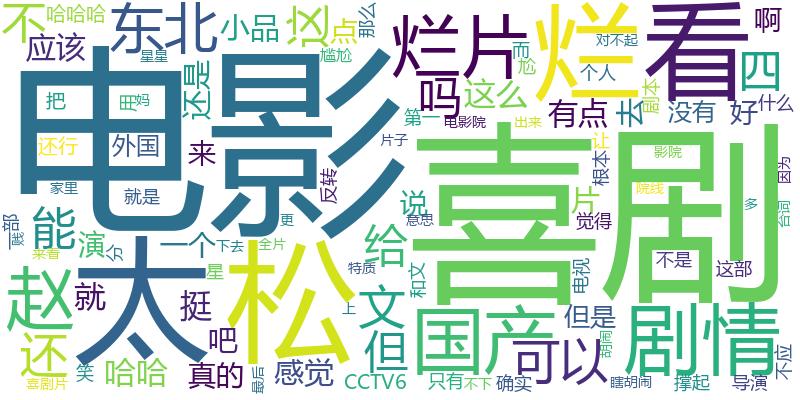 电影
喜剧
太
松
烂片
烂
看
国产
剧情
可以
赵
文
但
还
能
给
东北
不
这
吗
四
哈哈
感觉
真的
挺
就
吧
演
说
片
有点
去
没有
好
啊
这么
还是
应该
小品
点
那么
哈哈哈
星星
尴尬
把
用
妈
还行
外国
来
家里
就是
反转
部
贱
分
一个
下去
更
全片
来看
星
特质
上
意思
和文
电视
但是
喜剧片
笑
最后
CCTV6
只有
不下
确实
胡闹
瞎胡闹
撑起
导演
不应
不是
这部
觉得
根本
让
院线
影院
多
台词
因为
什么
剧本
个人
对不起
而
尬
第一
电影院
出来
片子